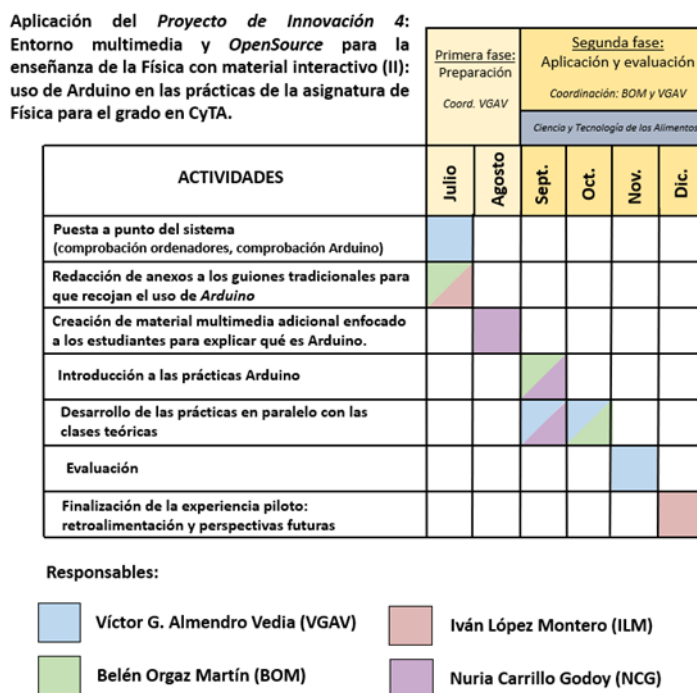 Aplicación del Proyecto de Innovación 4:
Entorno multimedia y OpenSource para la
enseñanza de la Física con material interactivo (II):
uso de Arduino en las prácticas de la asignatura de
Física para el grado en CyTA.
Primera fase:
Preparación
Coord. VGAV
Segunda fase:
Aplicación y evaluación
Coordinación: BOM y VGAV
Ciencia y Tecnología de los Alimentos
ACTIVIDADES
Julio
Agosto
Sept.
Oct.
Nov.
Dic.
Puesta a punto del sistema
(comprobación ordenadores, comprobación Arduino)
Redacción de anexos a los guiones tradicionales para
que recojan el uso de Arduino
Creación de material multimedia adicional enfocado
a los estudiantes para explicar qué es Arduino.
Introducción a las prácticas Arduino
Desarrollo de las prácticas en paralelo con las
clases teóricas
Evaluación
Finalización de la experiencia piloto:
retroalimentación y perspectivas futuras
Responsables:
Víctor G. Almendro Vedia (VGAV)
Iván López Montero (ILM)
Belén Orgaz Martín (BOM)
Nuria Carrillo Godoy (NCG)